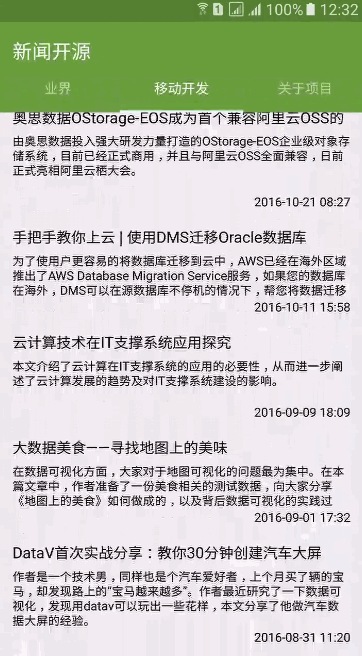 100% 12:32
新闻开源
业界 移动开发 关于项目
奥思数据OStorage-EOS成为首个兼容阿里云OSS的
由奥思数据投入强大研发力量打造的OStorage-EOS企业级对象存
储系统，目前已经正式商用，并且与阿里云OSS全面兼容，日前
正式亮相阿里云栖大会。
2016-10-21 08:27
手把手教你上云 | 使用DMS迁移Oracle数据库
为了使用户更容易的将数据库迁移到云中，AWS已经在海外区域
推出了AWS Database Migration Service服务，如果您的数据库
在海外，DMS可以在源数据库不停机的情况下，帮您将数据迁移
2016-10-11 15:58
云计算技术在IT支撑系统应用探究
本文介绍了云计算在IT支撑系统的应用的必要性，从而进一步阐
述了云计算发展的趋势及对IT支撑系统建设的影响。
2016-09-09 18:09
大数据美食——寻找地图上的美味
在数据可视化方面，大家对于地图可视化的问题最为集中。在本
篇文章中，作者准备了一份美食相关的测试数据，向大家分享
《地图上的美食》如何做成的，以及背后数据可视化的实践过
2016-09-01 17:32
DataV首次实战分享：教你30分钟创建汽车大屏
作者是一个技术男，同样也是个汽车爱好者，上个月买了辆的宝
马，却发现路上的“宝马越来越多”。作者最近研究了一下数据可
视化，发现用datav可以玩出一些花样，本文分享了他做汽车数
据大屏的经验。
2016-08-31 11:20